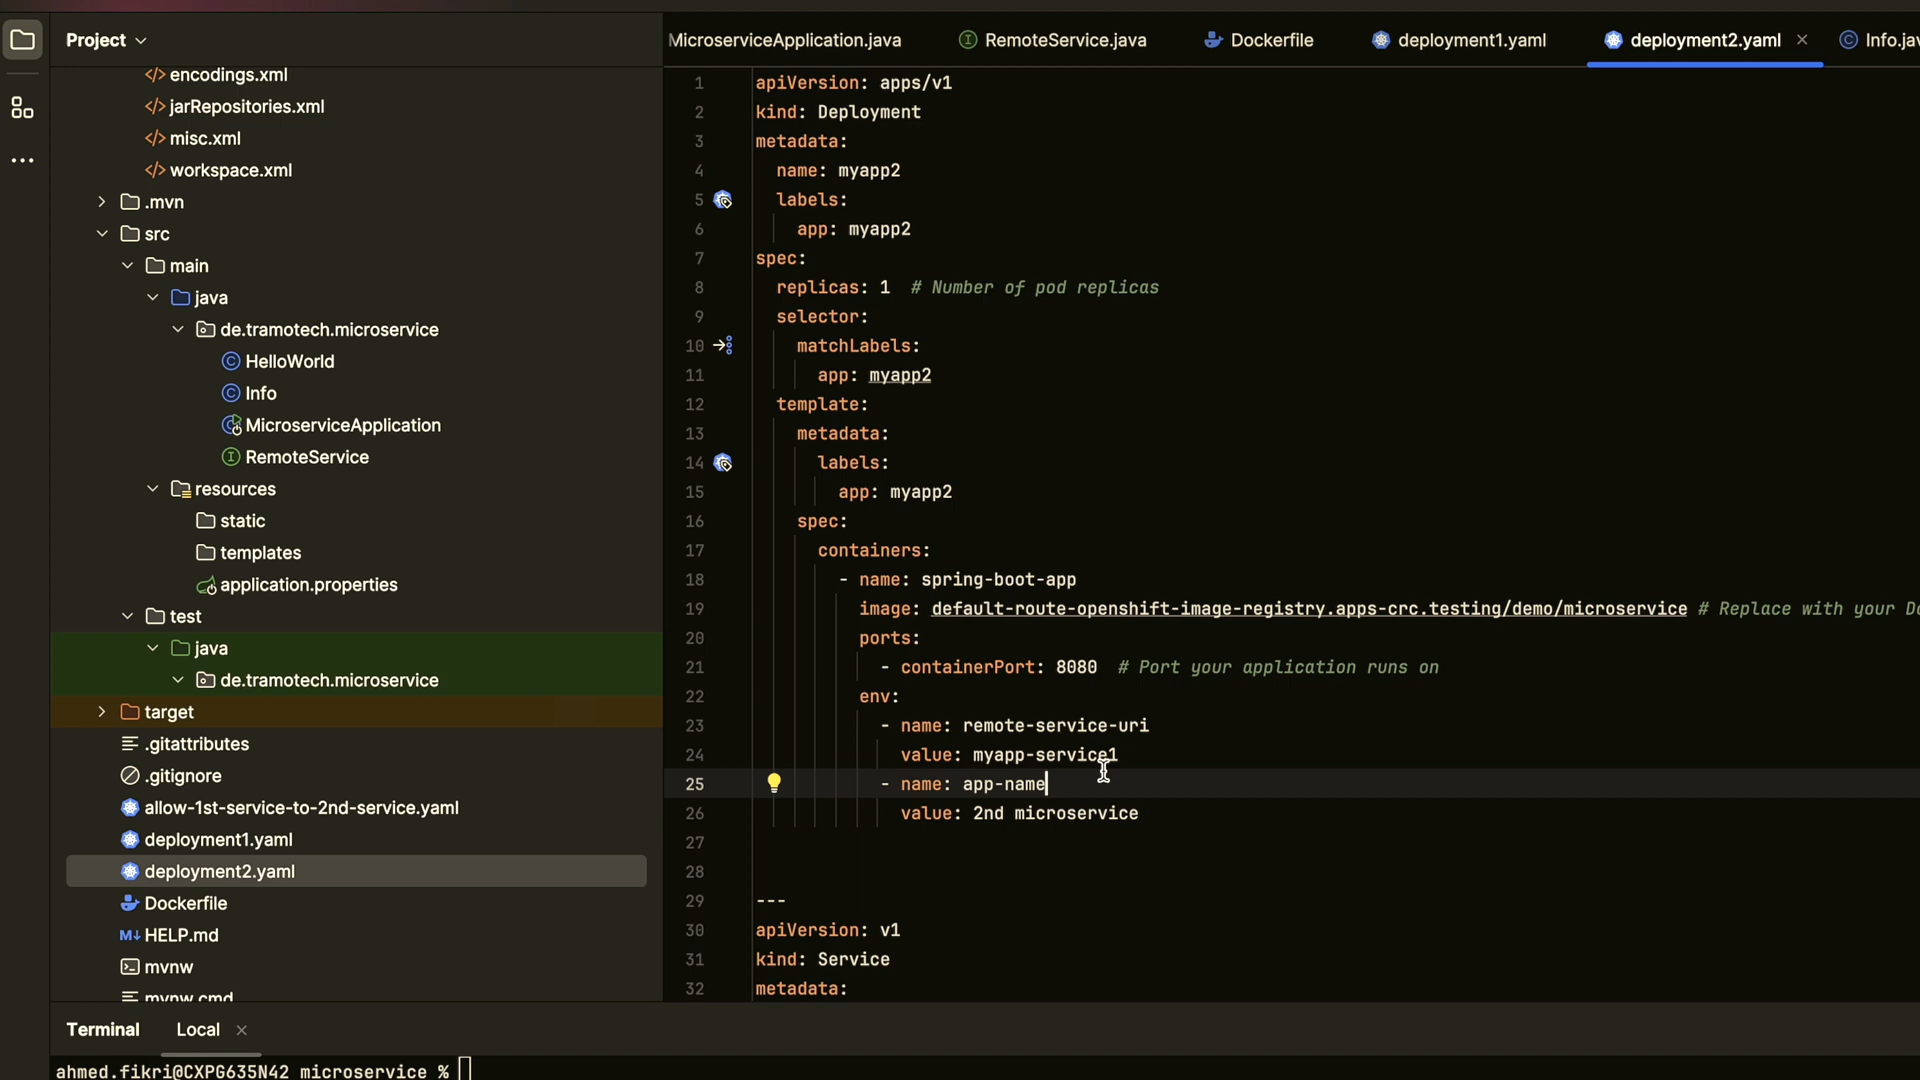 Project
encodings.xml
jarRepositories.xml
misc.xml
workspace.xml
.mvn
src
main
java
de.tramotech.microservice
HelloWorld
Info
MicroserviceApplication
RemoteService
resources
static
templates
application.properties
test
java
de.tramotech.microservice
target
.gitattributes
.gitignore
allow-1st-service-to-2nd-service.yaml
deployment1.yaml
deployment2.yaml
Dockerfile
HELP.md
mvnw
mvnw.cmd
MicroserviceApplication.java RemoteService.java Dockerfile deployment1.yaml deployment2.yaml Info.jav
1 apiVersion: apps/v1
2 kind: Deployment
3 metadata:
4 name: myapp2
5 labels:
6 app: myapp2
7 spec:
8 replicas: 1 # Number of pod replicas
9 selector:
10 matchLabels:
11 app: myapp2
12 template:
13 metadata:
14 labels:
15 app: myapp2
16 spec:
17 containers:
18 - name: spring-boot-app
19 image: default-route-openshift-image-registry.apps-crc.testing/demo/microservice # Replace with your Do
20 ports:
21 - containerPort: 8080 # Port your application runs on
22 env:
23 - name: remote-service-uri
24 value: myapp-service1
25 - name: app-name
26 value: 2nd microservice
27
28
29 ---
30 apiVersion: v1
31 kind: Service
32 metadata:
Terminal Local
ahmed.fikri@CXPG635N42 microservice %